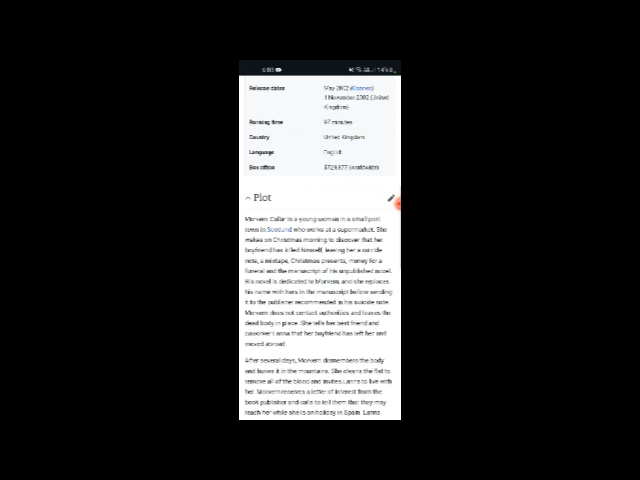 Release dates May 2002 (Cannes)
1 November 2002 (United
Kingdom)
Running time 97 minutes
Country United Kingdom
Language English
Box office (worldwide)
Plot
Morvern Callar is a young woman in a small port
town in Scotland who works at a supermarket. She
wakes on Christmas morning to discover that her
boyfriend has killed himself, leaving her a suicide
note, a mixtape, Christmas presents, money for a
funeral and the manuscript of his unpublished novel.
His novel is dedicated to Morvern, and she replaces
his name with hers in the manuscript before sending
it to the publisher recommended in his suicide note.
Morvern does not contact authorities and leaves the
dead body in place. She tells her best friend and
coworker Lanna that her boyfriend has left her and
moved abroad.
After several days, Morvern dismembers the body
and buries it in the mountains. She cleans the flat to
remove all of the blood and invites Lanna to live with
her. Morvern receives a letter of interest from the
book publisher and calls to tell them that they may
reach her while she is on holiday in Spain. Lanna